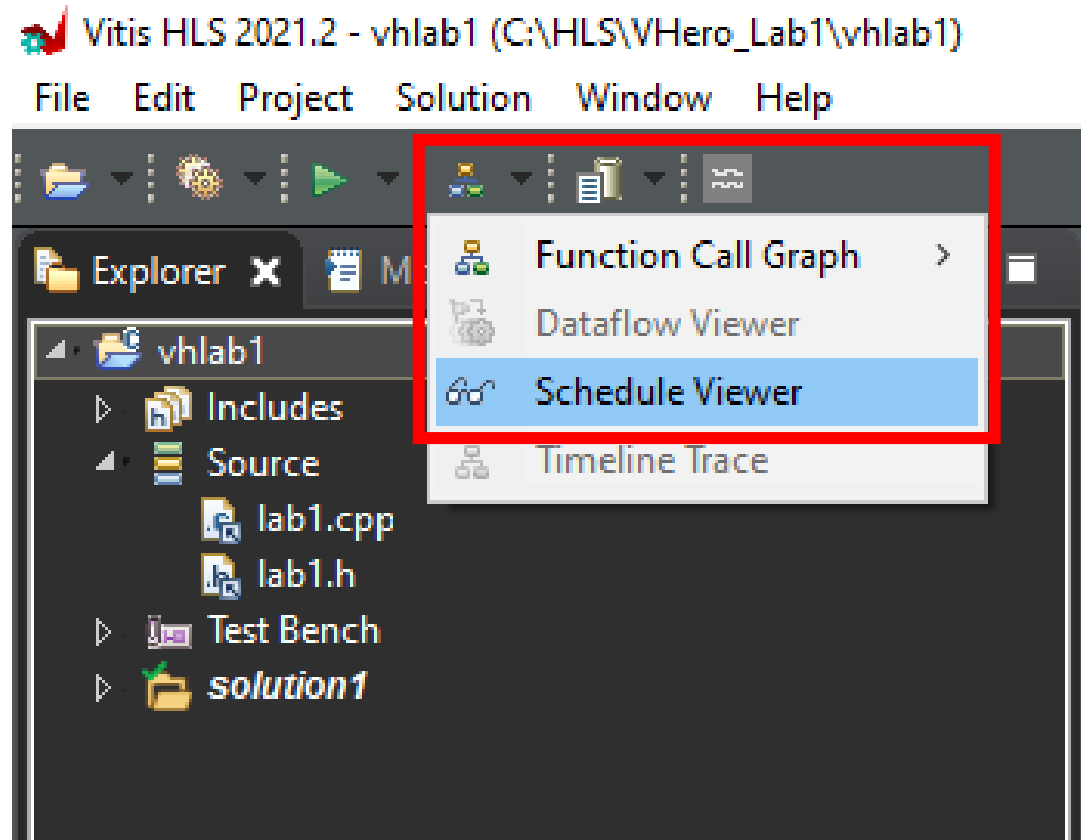 Vitis HLS 2021.2 - vhlab1 (C:\HLS\VHero_Lab1\vhlab1)
File Edit Project Solution Window Help
Explorer
Function Call Graph
Dataflow Viewer
Schedule Viewer
Timeline Trace
vhlab1
Includes
Source
lab1.cpp
lab1.h
Test Bench
solution1